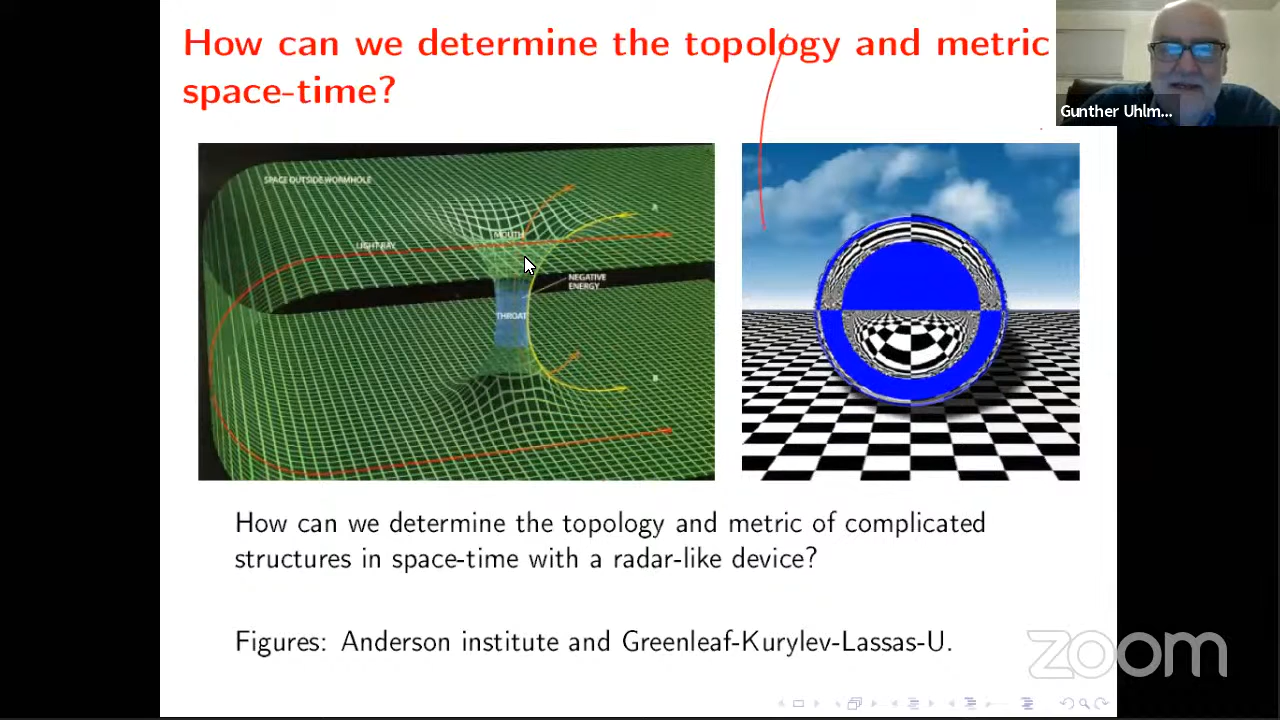 How can we determine the topology and metric
space-time?
Gunther Uhlm...
SPACE OUTSIDE WORMHOLE
MOUTH
LIGHT RAY
A
NEGATIVE
ENERGY
THROAT
B
How can we determine the topology and metric of complicated
structures in space-time with a radar-like device?
Figures: Anderson institute and Greenleaf-Kurylev-Lassas-U.
zoom